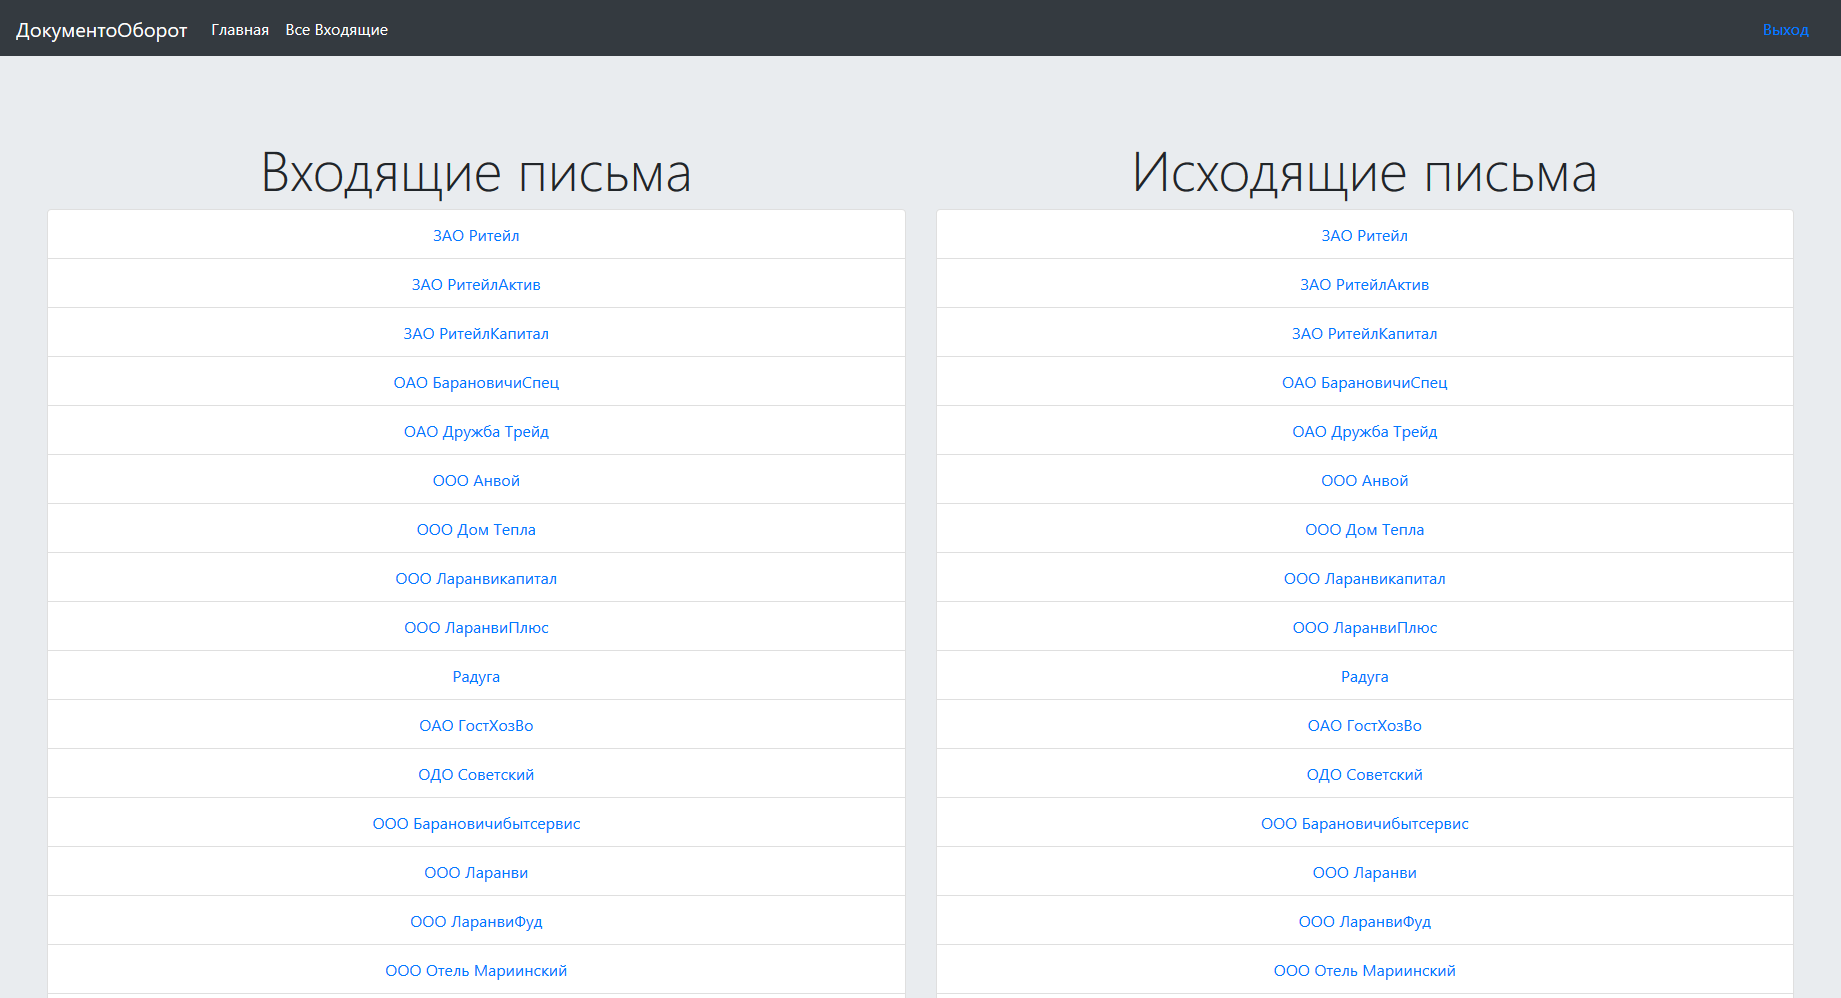 ДокументоОборот Главная Все Входящие Выход
Входящие письма
ЗАО Ритейл
ЗАО РитейлАктив
ЗАО РитейлКапитал
ОАО БарановичиСпец
ОАО Дружба Трейд
ООО Анвой
ООО Дом Тепла
ООО Ларанвикапитал
ООО ЛаранвиПлюс
Радуга
ОАО ГостХозВо
ОДО Советский
ООО Барановичибытсервис
ООО Ларанви
ООО ЛаранвиФуд
ООО Отель Мариинский
Исходящие письма
ЗАО Ритейл
ЗАО РитейлАктив
ЗАО РитейлКапитал
ОАО БарановичиСпец
ОАО Дружба Трейд
ООО Анвой
ООО Дом Тепла
ООО Ларанвикапитал
ООО ЛаранвиПлюс
Радуга
ОАО ГостХозВо
ОДО Советский
ООО Барановичибытсервис
ООО Ларанви
ООО ЛаранвиФуд
ООО Отель Мариинский